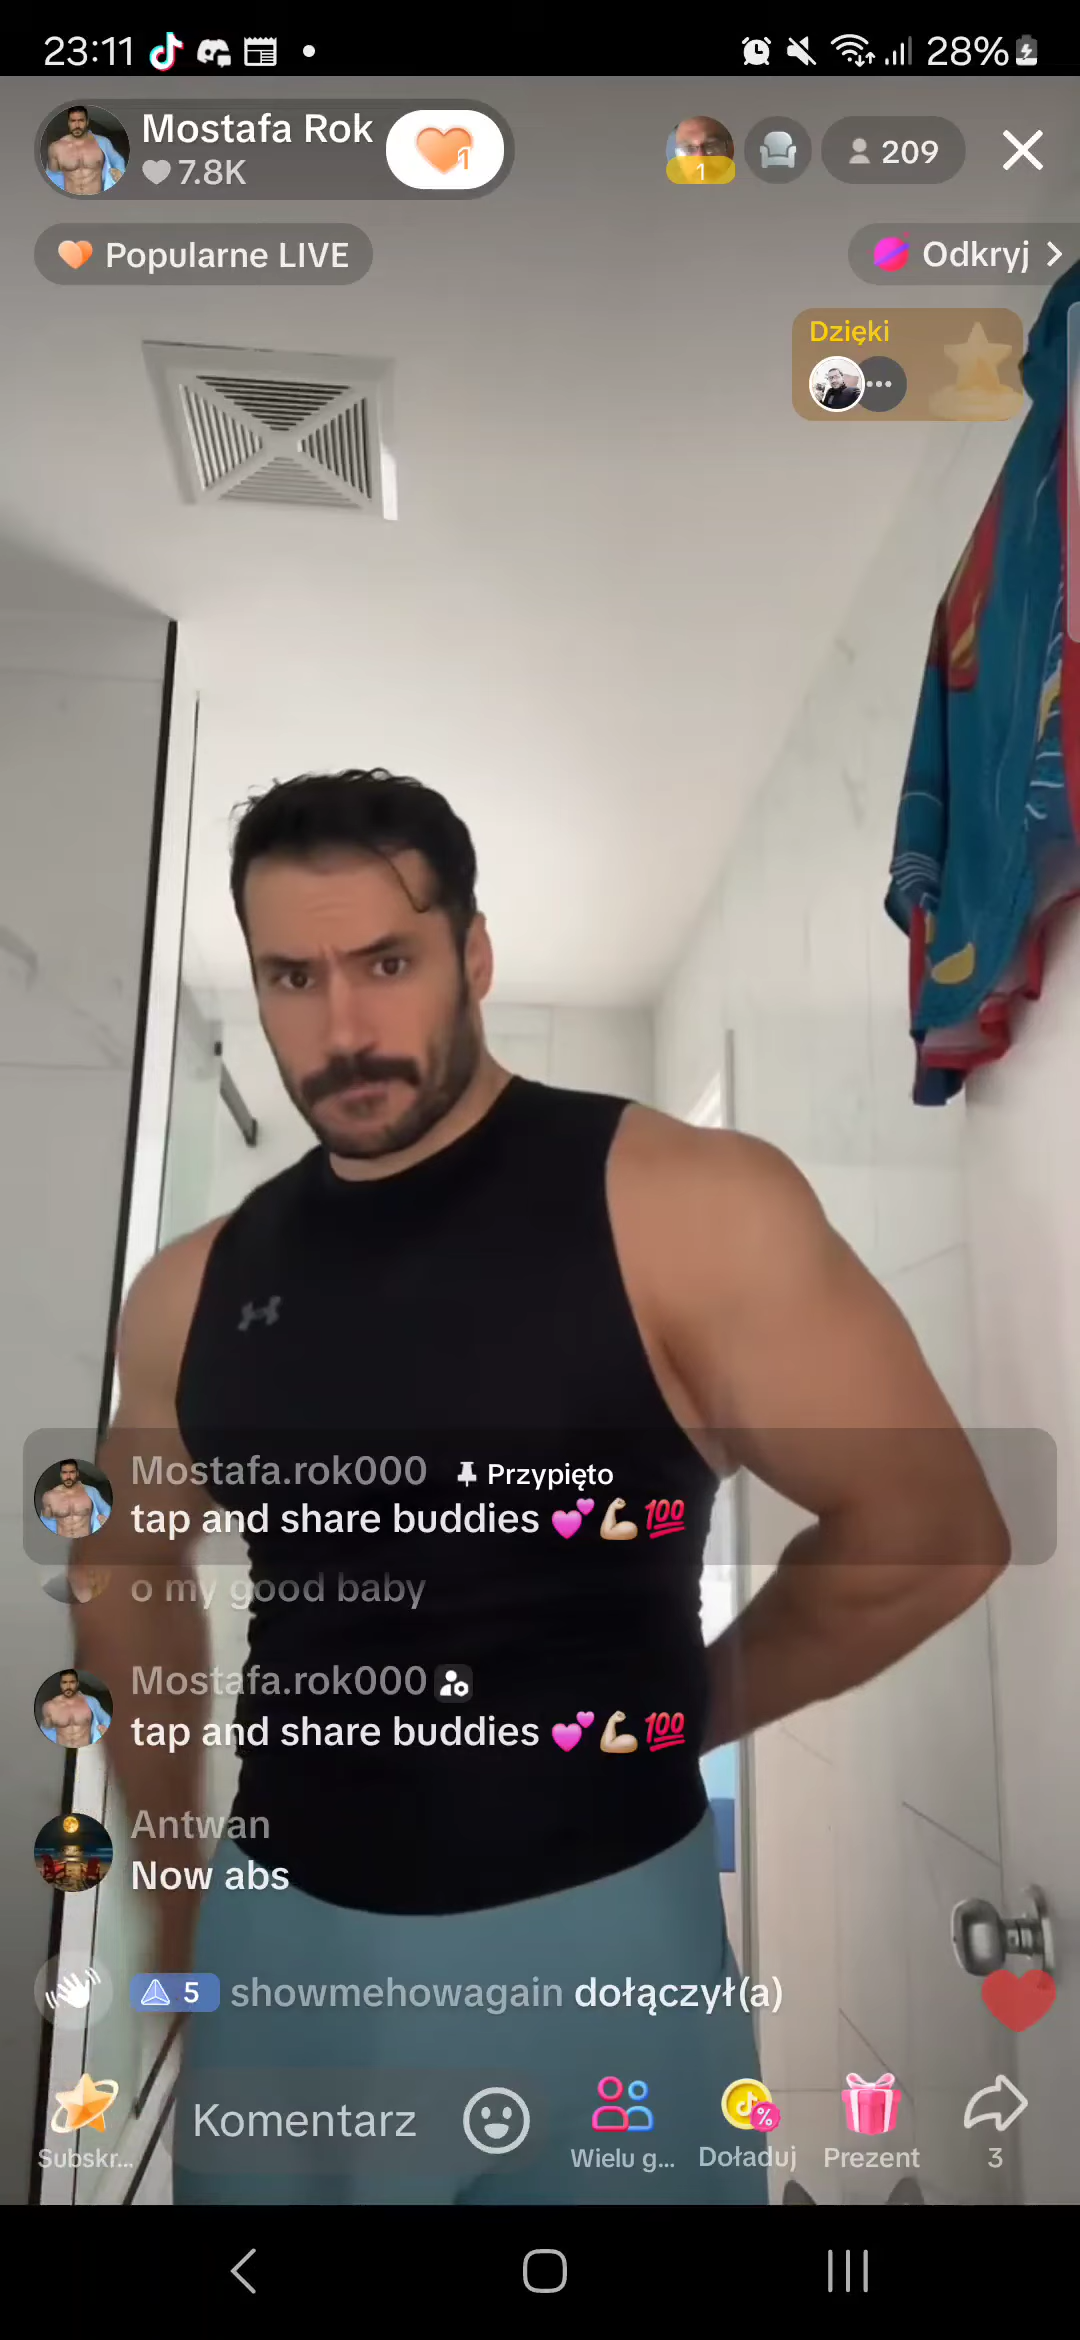 23:11
28%
Mostafa Rok
7.8K
1
1
209
Popularne LIVE
Odkryj
Dzięki
Mostafa.rok000 Przypięto
tap and share buddies 💕💪🏼💯
o my good baby
Mostafa.rok000
tap and share buddies 💕💪🏼💯
Antwan
Now abs
5 showmehowagain dołączył(a)
Komentarz
Subskr...
Wielu g...
Doładuj
Prezent
3